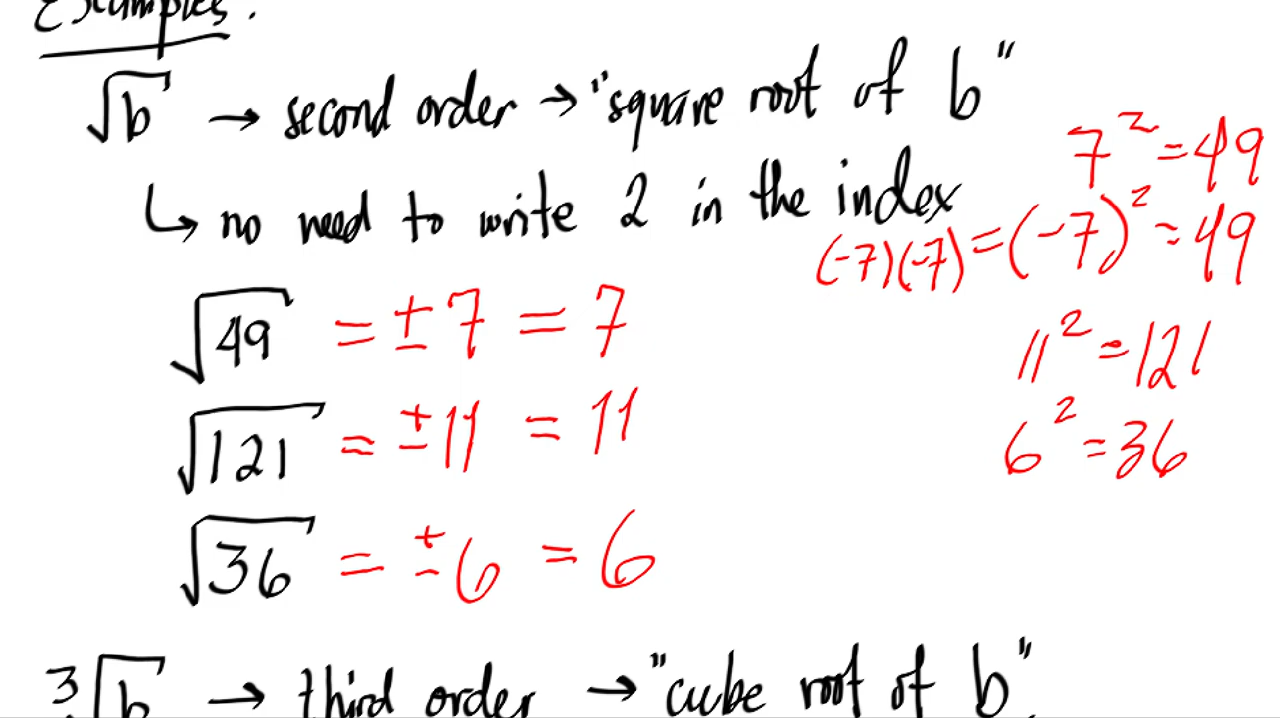 Examples:
√b → second order → "square root of b"
↳ no need to write 2 in the index
7² = 49
(-7)(-7) = (-7)² = 49
√49 = ±7 = 7
11² = 121
√121 = ±11 = 11
6² = 36
√36 = ±6 = 6
³√b → third order → "cube root of b"